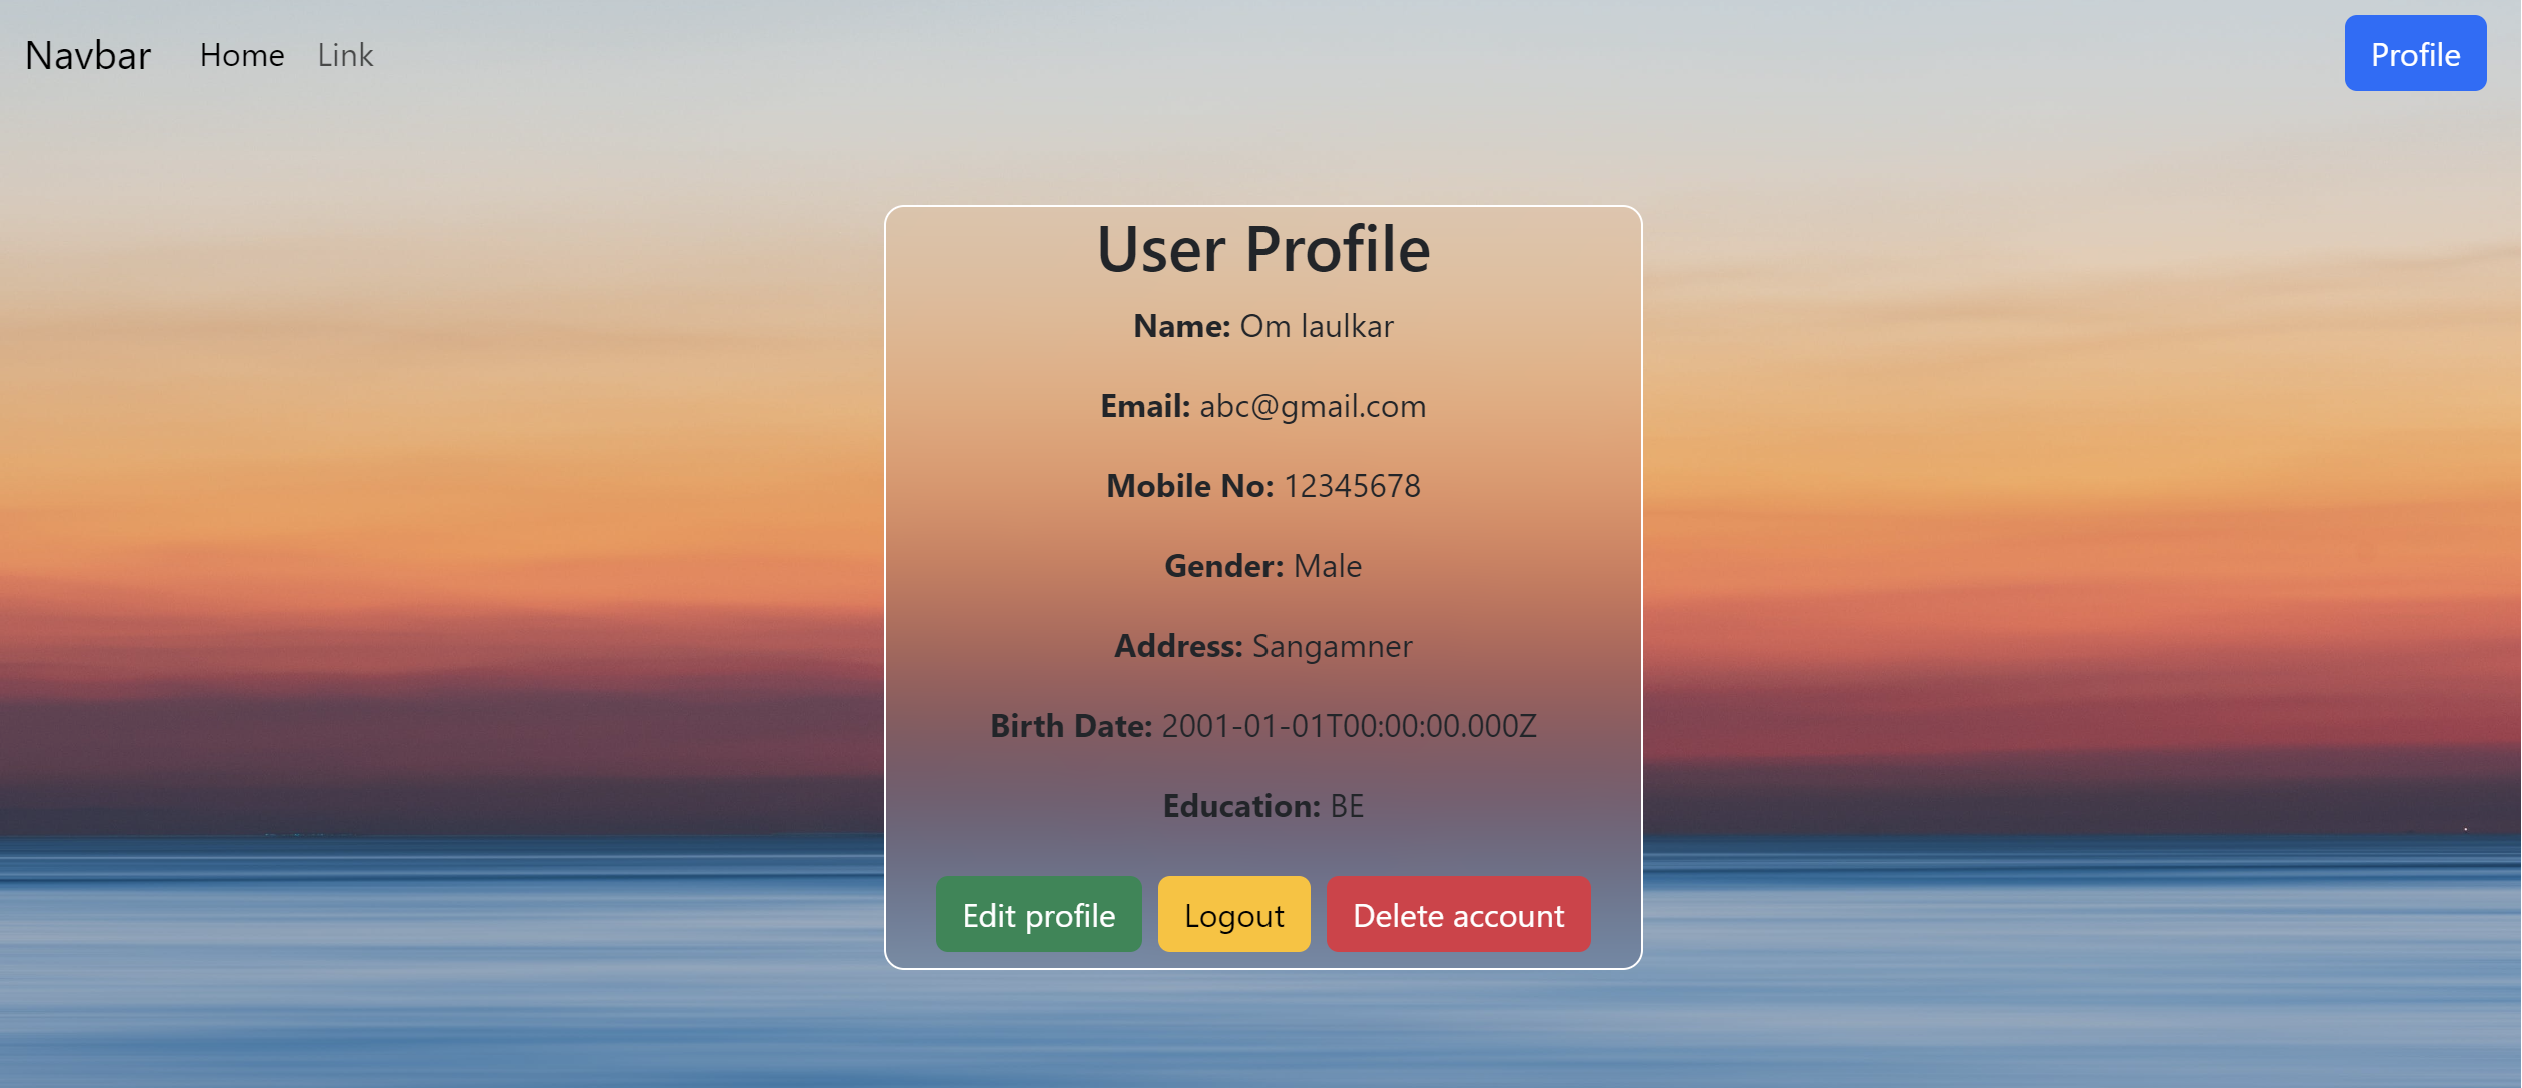 Navbar Home Link Profile
User Profile
Name: Om laulkar
Email: abc@gmail.com
Mobile No: 12345678
Gender: Male
Address: Sangamner
Birth Date: 2001-01-01T00:00:00.000Z
Education: BE
Edit profile Logout Delete account